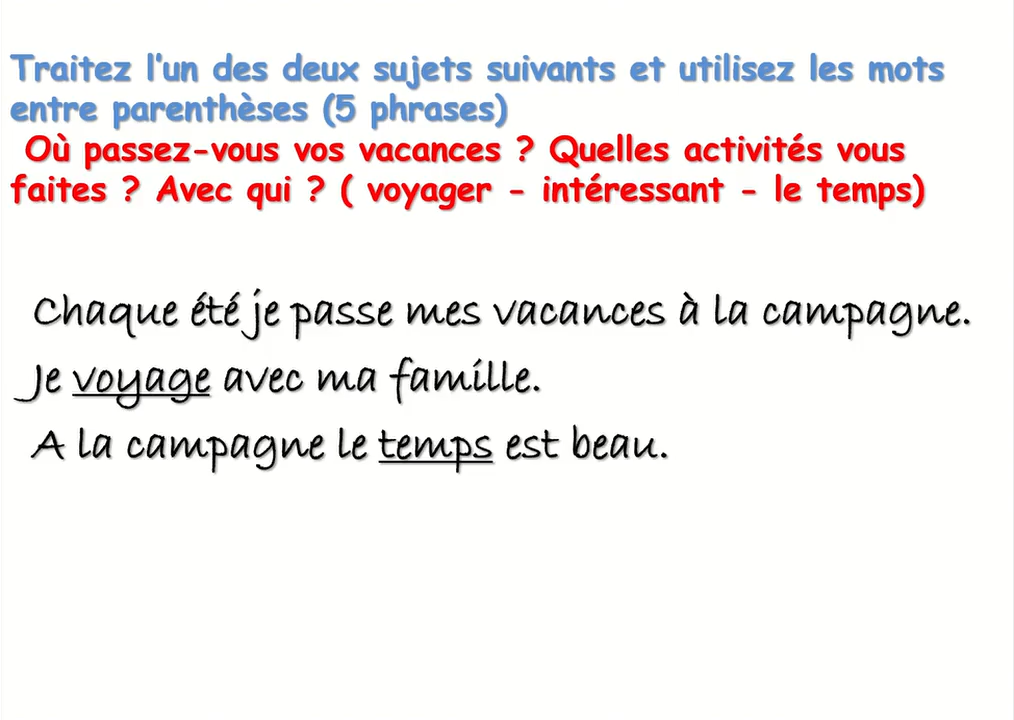 Traitez l'un des deux sujets suivants et utilisez les mots
entre parenthèses (5 phrases)
Où passez-vous vos vacances ? Quelles activités vous
faites ? Avec qui ? ( voyager - intéressant - le temps)
Chaque été je passe mes vacances à la campagne.
Je voyage avec ma famille.
A la campagne le temps est beau.